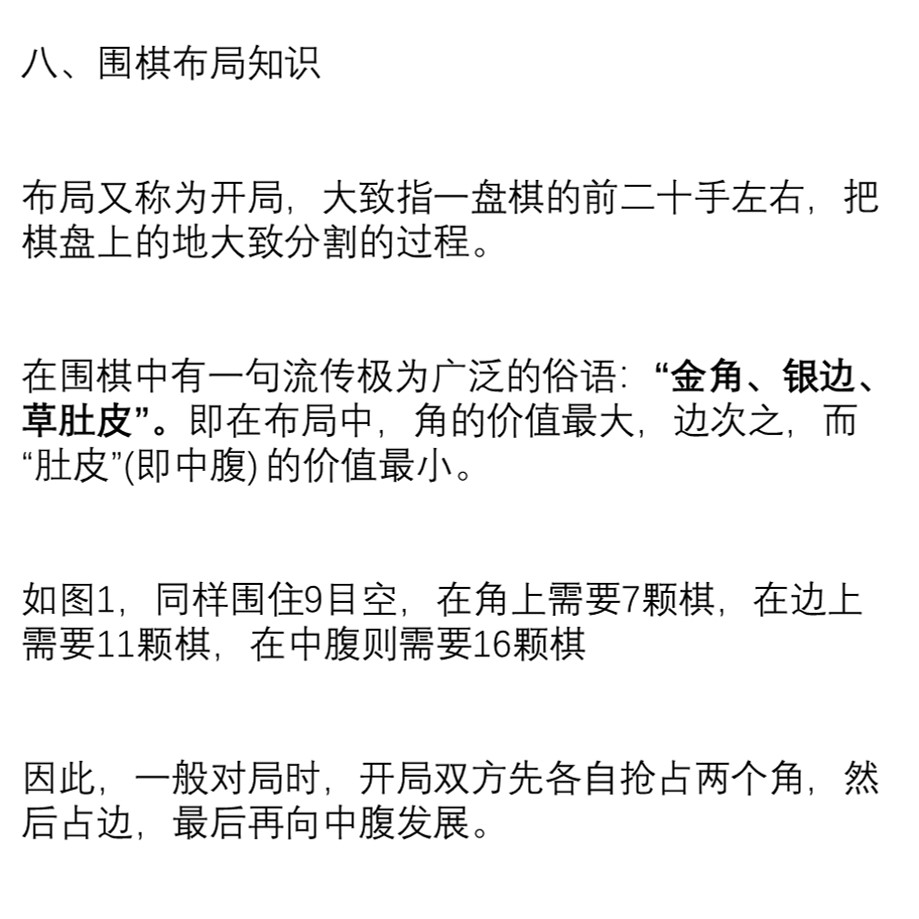 八、围棋布局知识
布局又称为开局，大致指一盘棋的前二十手左右，把
棋盘上的地大致分割的过程。
在围棋中有一句流传极为广泛的俗语：“金角、银边、
草肚皮”。即在布局中，角的价值最大，边次之，而
“肚皮”(即中腹) 的价值最小。
如图1，同样围住9目空，在角上需要7颗棋，在边上
需要11颗棋，在中腹则需要16颗棋
因此，一般对局时，开局双方先各自抢占两个角，然
后占边，最后再向中腹发展。